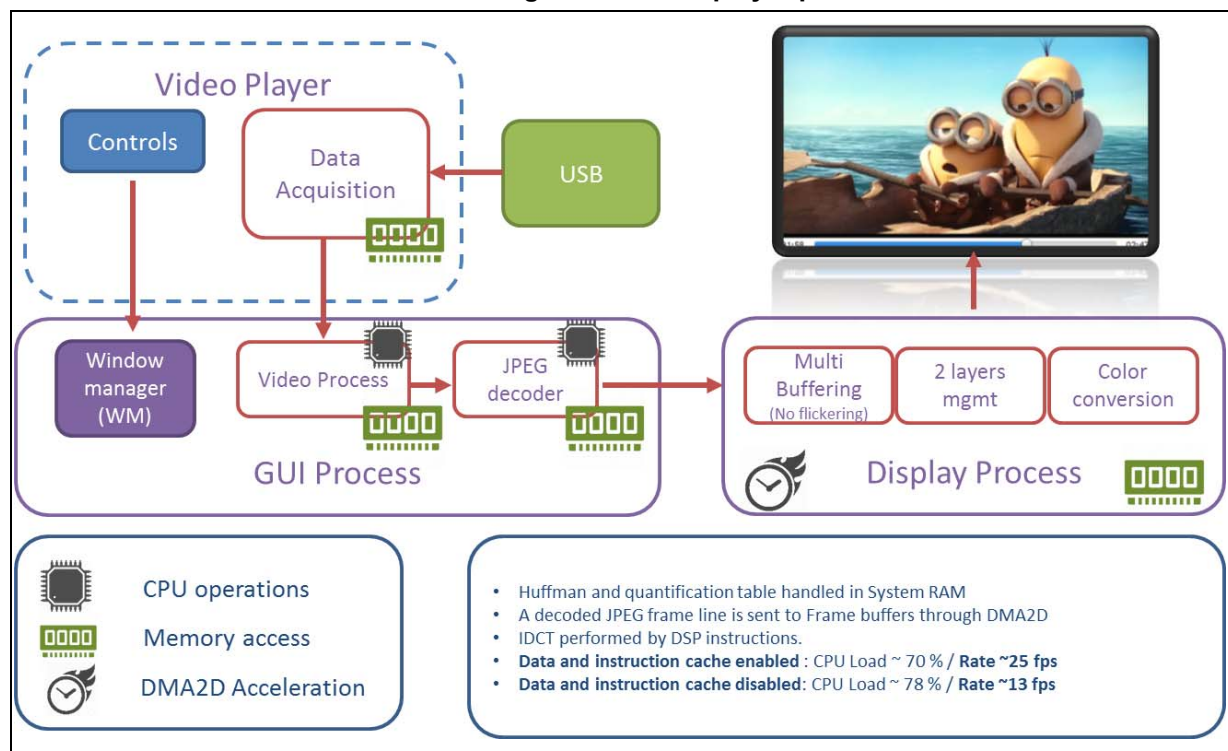 Video Player
Controls
Data
Acquisition
USB
Window
manager
(WM)
Video Process
JPEG
decoder
GUI Process
Multi
Buffering
(No flickering)
2 layers
mgmt
Color
conversion
Display Process
CPU operations
Memory access
DMA2D Acceleration
• Huffman and quantification table handled in System RAM
• A decoded JPEG frame line is sent to Frame buffers through DMA2D
• IDCT performed by DSP instructions.
• Data and instruction cache enabled : CPU Load ~ 70 % / Rate ~25 fps
• Data and instruction cache disabled: CPU Load ~ 78 % / Rate ~13 fps